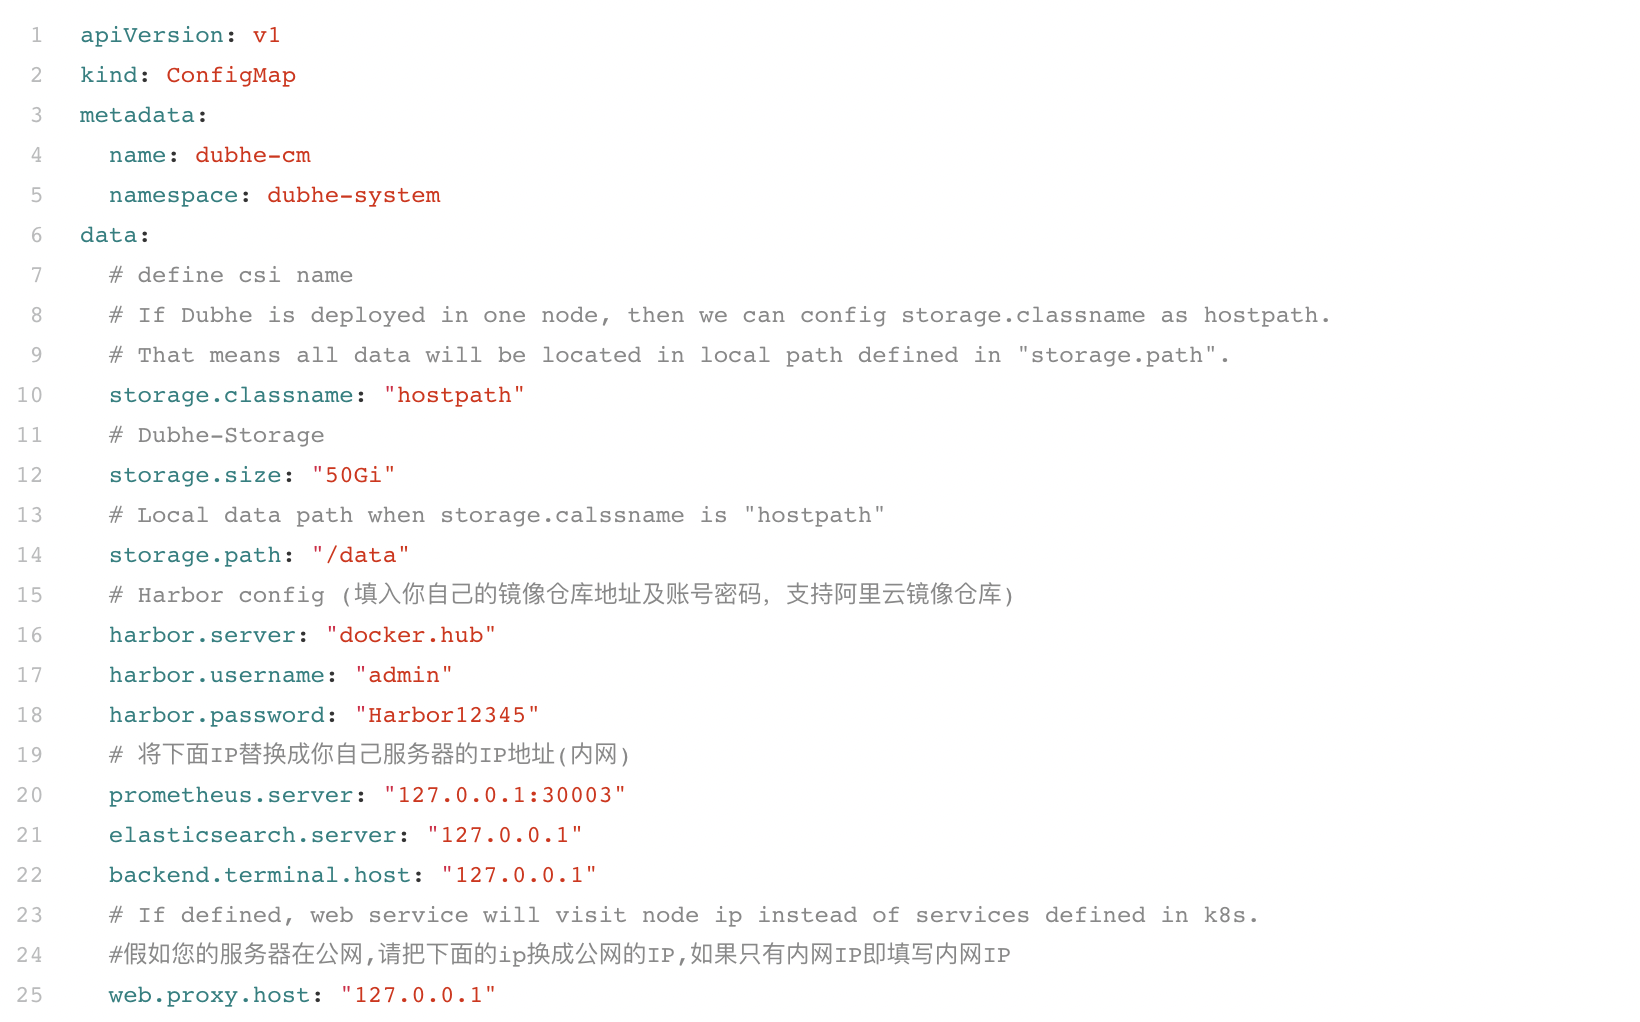 1 apiVersion: v1
2 kind: ConfigMap
3 metadata:
4   name: dubhe-cm
5   namespace: dubhe-system
6 data:
7   # define csi name
8   # If Dubhe is deployed in one node, then we can config storage.classname as hostpath.
9   # That means all data will be located in local path defined in "storage.path".
10   storage.classname: "hostpath"
11   # Dubhe-Storage
12   storage.size: "50Gi"
13   # Local data path when storage.calssname is "hostpath"
14   storage.path: "/data"
15   # Harbor config (填入你自己的镜像仓库地址及账号密码，支持阿里云镜像仓库)
16   harbor.server: "docker.hub"
17   harbor.username: "admin"
18   harbor.password: "Harbor12345"
19   # 将下面IP替换成你自己服务器的IP地址(内网)
20   prometheus.server: "127.0.0.1:30003"
21   elasticsearch.server: "127.0.0.1"
22   backend.terminal.host: "127.0.0.1"
23   # If defined, web service will visit node ip instead of services defined in k8s.
24   #假如您的服务器在公网,请把下面的ip换成公网的IP,如果只有内网IP即填写内网IP
25   web.proxy.host: "127.0.0.1"